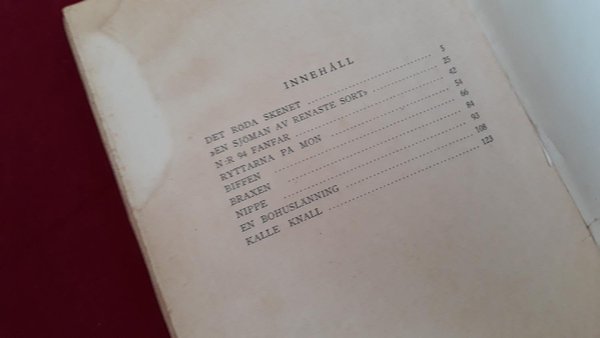 INNEHÅLL
DET RÖDA SKENET 5
»EN SJÖMAN AV RENASTE SORT» 25
N:R 94 FANFAR 42
RYTTARNA PÅ MON 54
BIFFEN 66
BRAXEN 84
NIPPE 93
EN BOHUSLÄNNING 108
KALLE KNALL 123